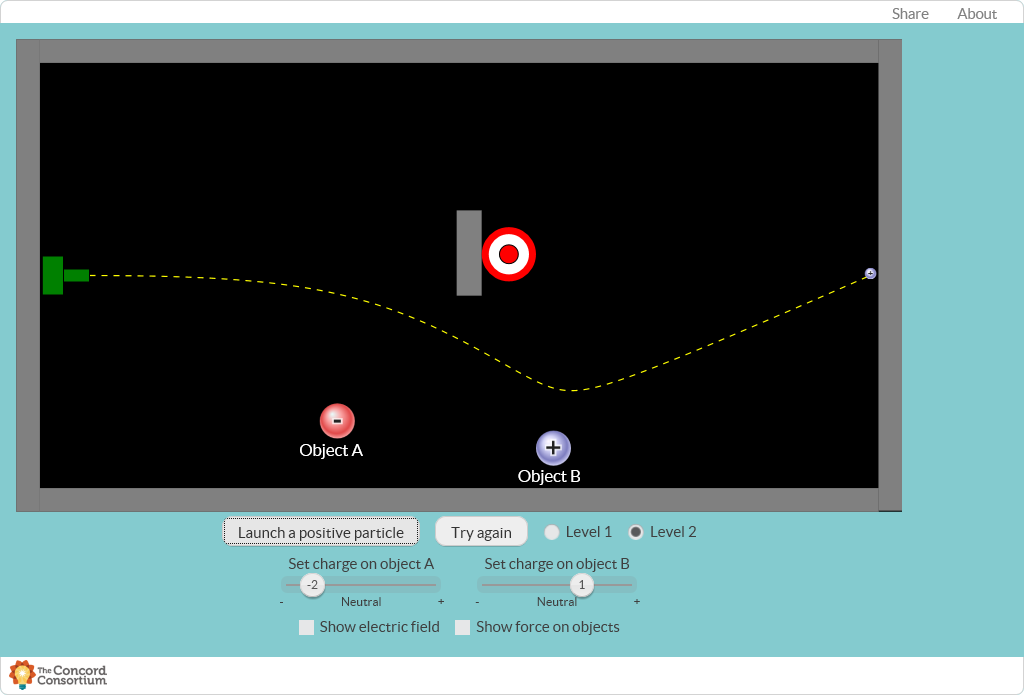 Share About
Object A
Object B
Launch a positive particle Try again Level 1 Level 2
Set charge on object A Set charge on object B
-2 1
- Neutral + - Neutral +
Show electric field Show force on objects
The Concord
Consortium